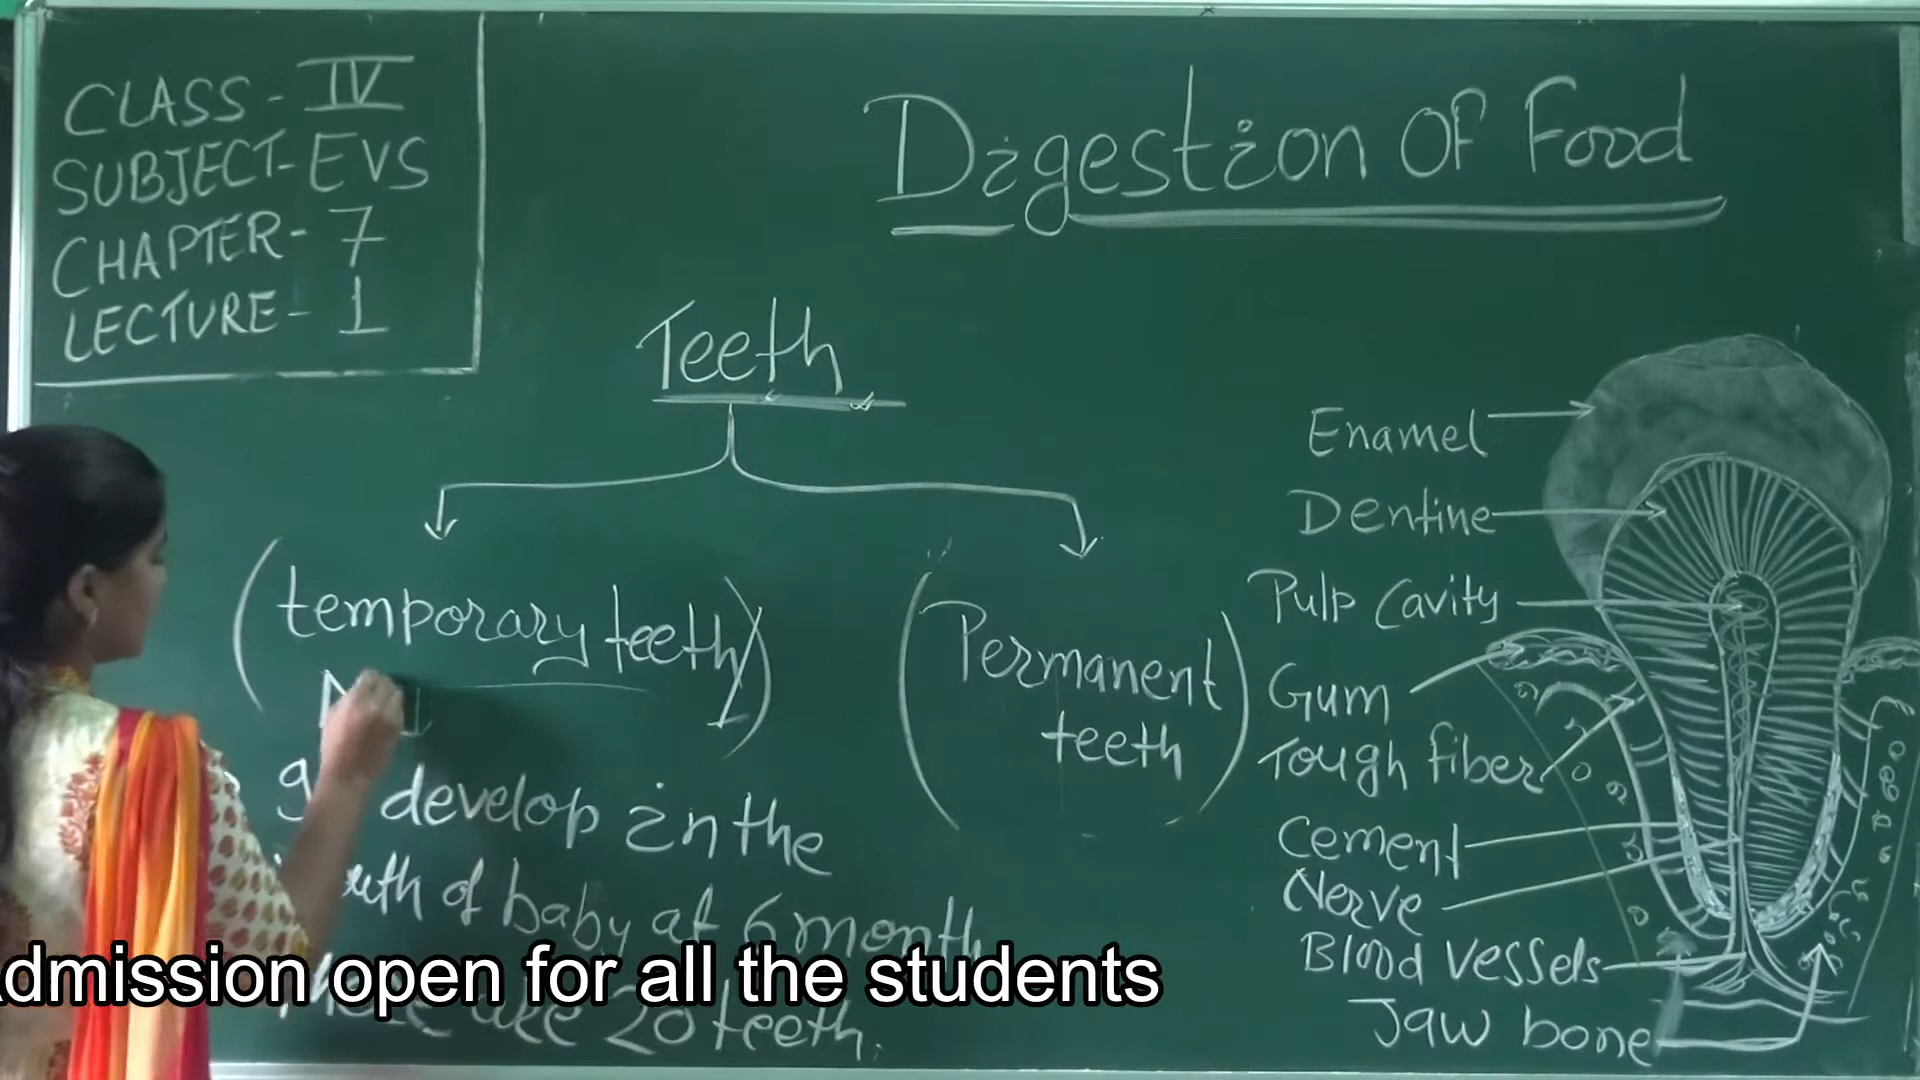 CLASS - IV
SUBJECT - EVS
CHAPTER - 7
LECTURE - 1
Digestion OF Food
Teeth
(temporary teeth)
(Permanent
teeth)
develop in the
of baby at 6 month
20 teeth.
Enamel
Dentine
Pulp Cavity
Gum
Tough fiber
Cement
Nerve
Blood vessels
Jaw bone
dmission open for all the students